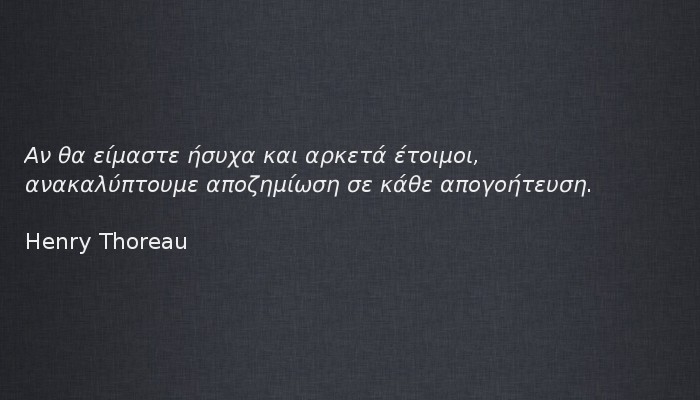 Αν θα είμαστε ήσυχα και αρκετά έτοιμοι,
ανακαλύπτουμε αποζημίωση σε κάθε απογοήτευση.
Henry Thoreau